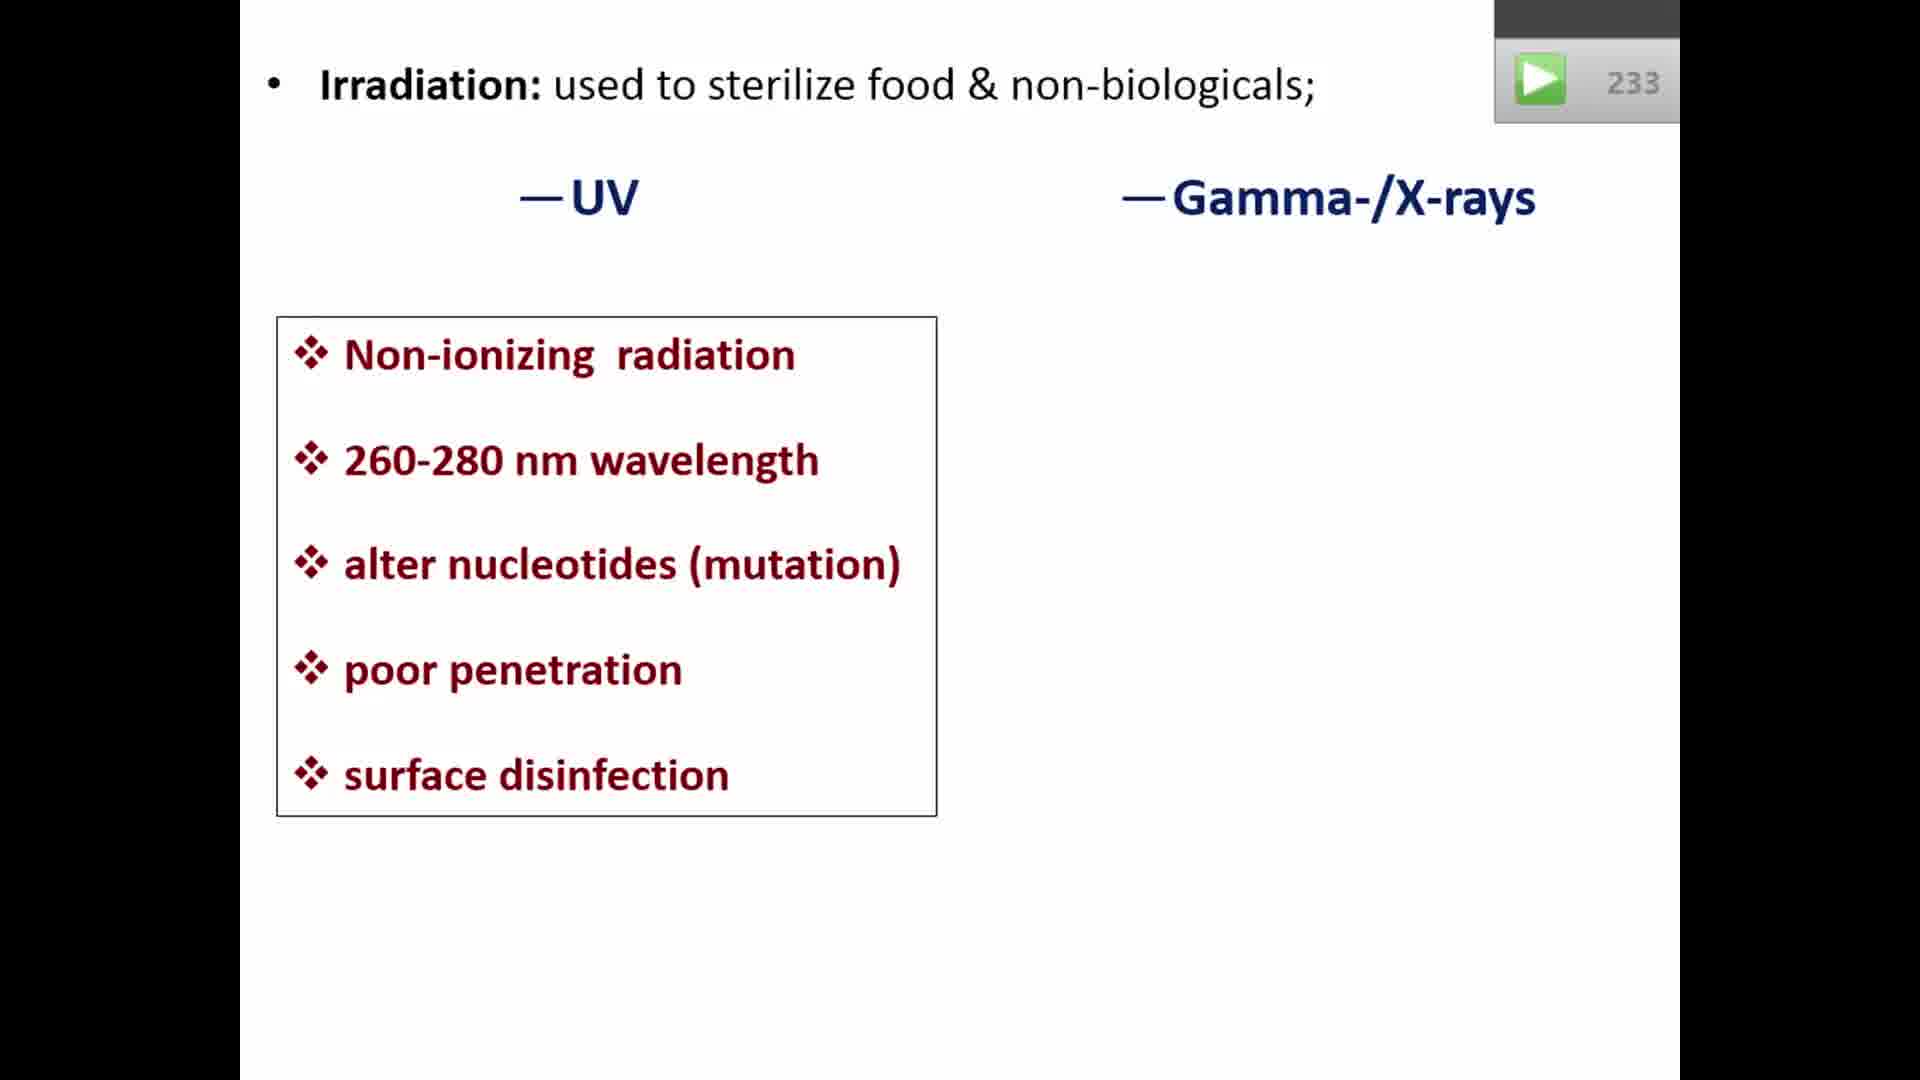 • Irradiation: used to sterilize food & non-biologicals;
233
—UV
—Gamma-/X-rays
❖ Non-ionizing radiation
❖ 260-280 nm wavelength
❖ alter nucleotides (mutation)
❖ poor penetration
❖ surface disinfection